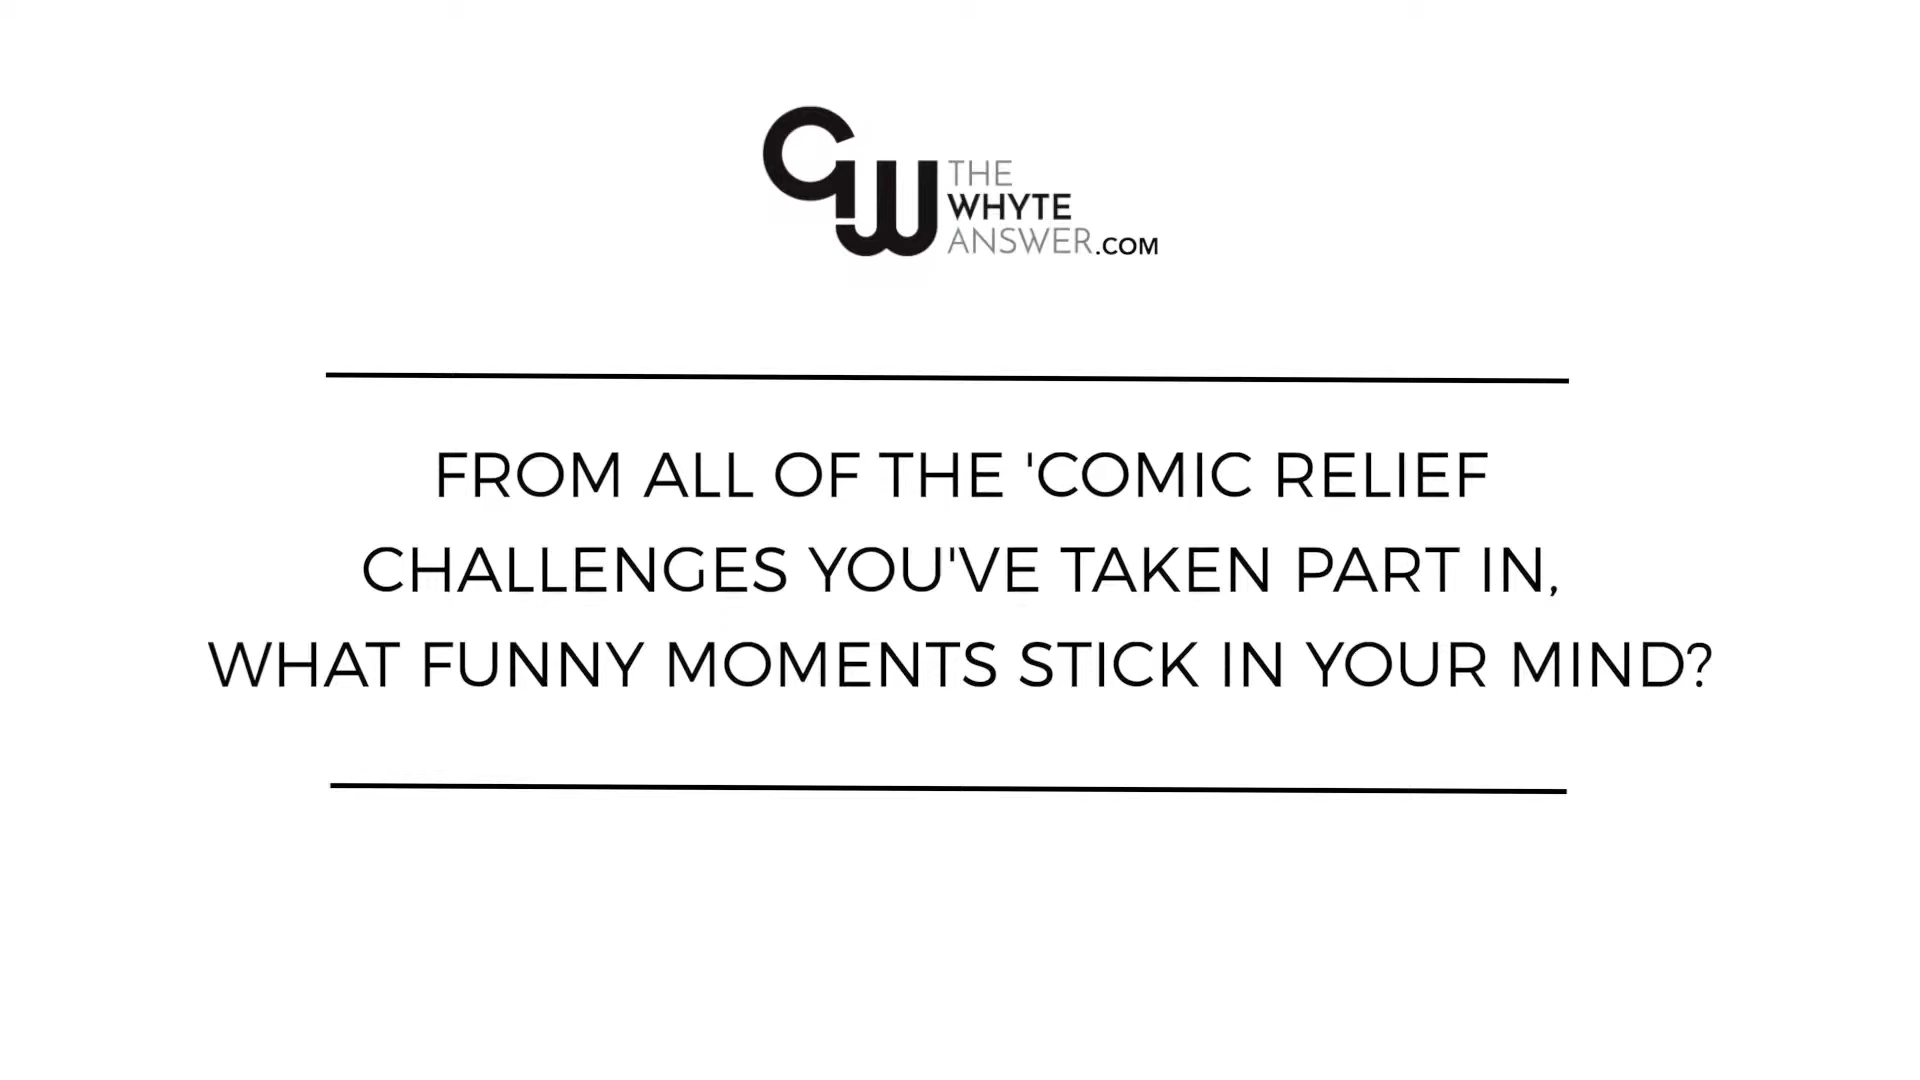 THE
WHYTE
ANSWER.COM
FROM ALL OF THE 'COMIC RELIEF
CHALLENGES YOU'VE TAKEN PART IN,
WHAT FUNNY MOMENTS STICK IN YOUR MIND?